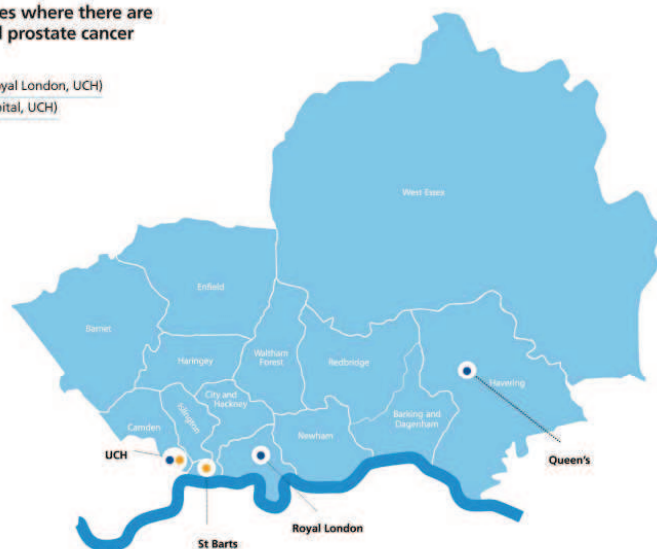 es where there are
l prostate cancer
yal London, UCH)
pital, UCH)
West Essex
Enfield
Barnet
Haringey
Waltham
Forest
Redbridge
Havering
City and
Hackney
Islington
Camden
Newham
Barking and
Dagenham
UCH
Queen's
Royal London
St Barts